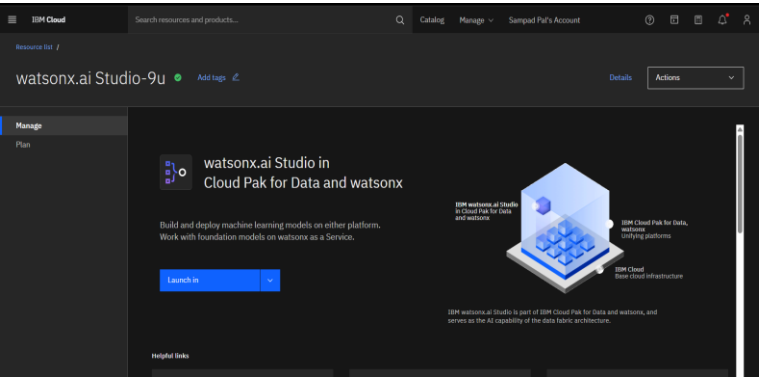 IBM Cloud
Search resources and products...
Catalog
Manage
Sampad Pal's Account
Resource list /
watsonx.ai Studio-9u
Add tags
Details
Actions
Manage
Plan
watsonx.ai Studio in
Cloud Pak for Data and watsonx
Build and deploy machine learning models on either platform.
Work with foundation models on watsonx as a Service.
Launch in
IBM watsonx.ai Studio
in Cloud Pak for Data
and watsonx
IBM Cloud Pak for Data,
watsonx
Unifying platforms
IBM Cloud
Base cloud infrastructure
IBM watsonx.ai Studio is part of IBM Cloud Pak for Data and watsonx, and
serves as the AI capability of the data fabric architecture.
Helpful links